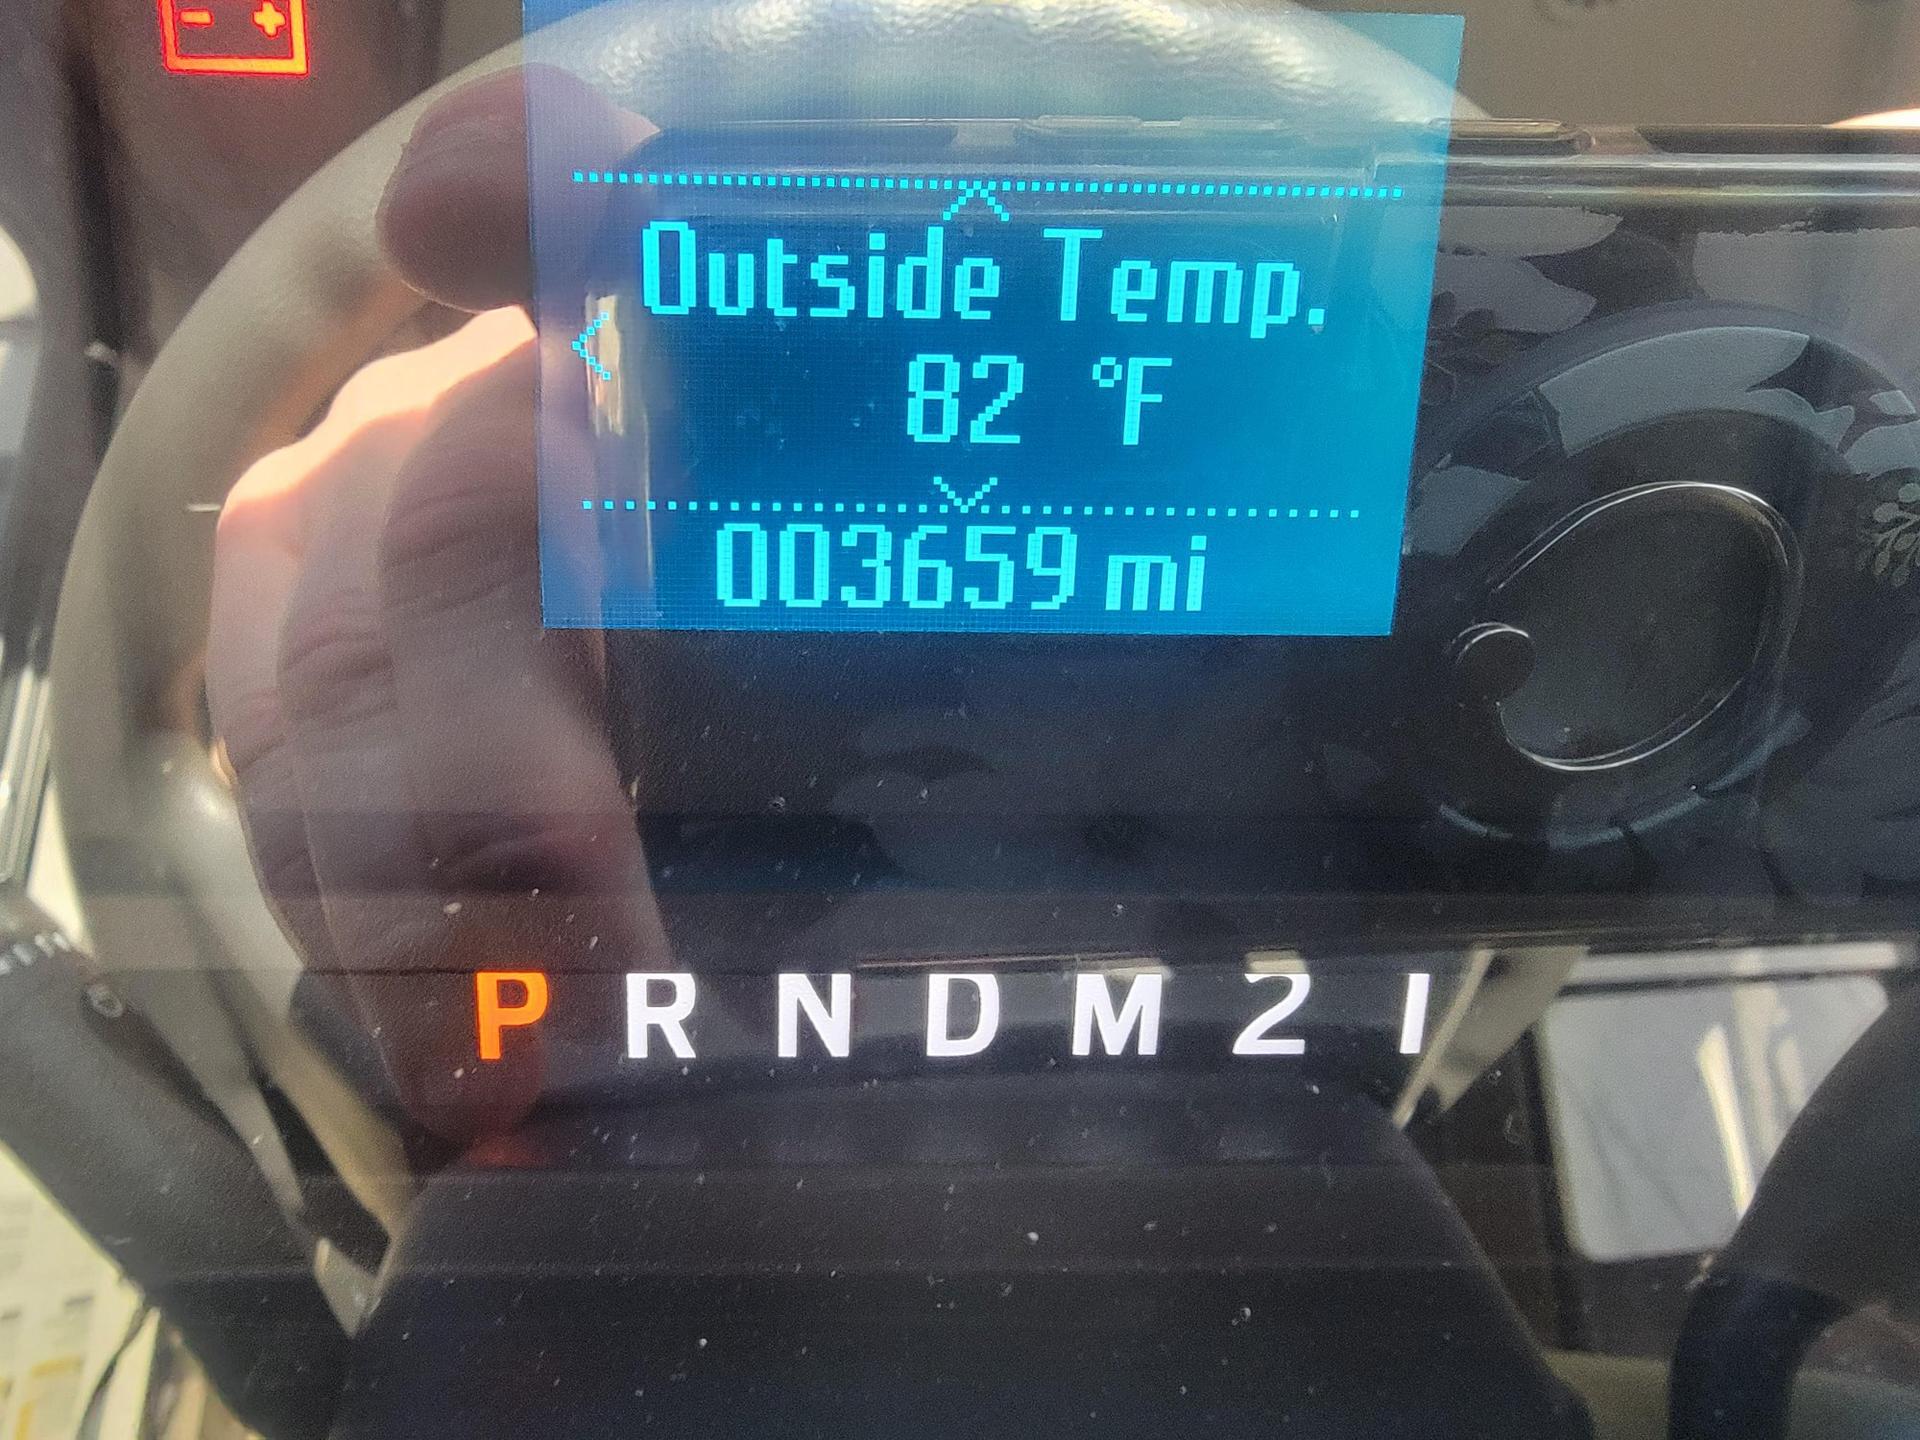 Outside Temp.
82 °F
003659 mi
P R N D M 2 1